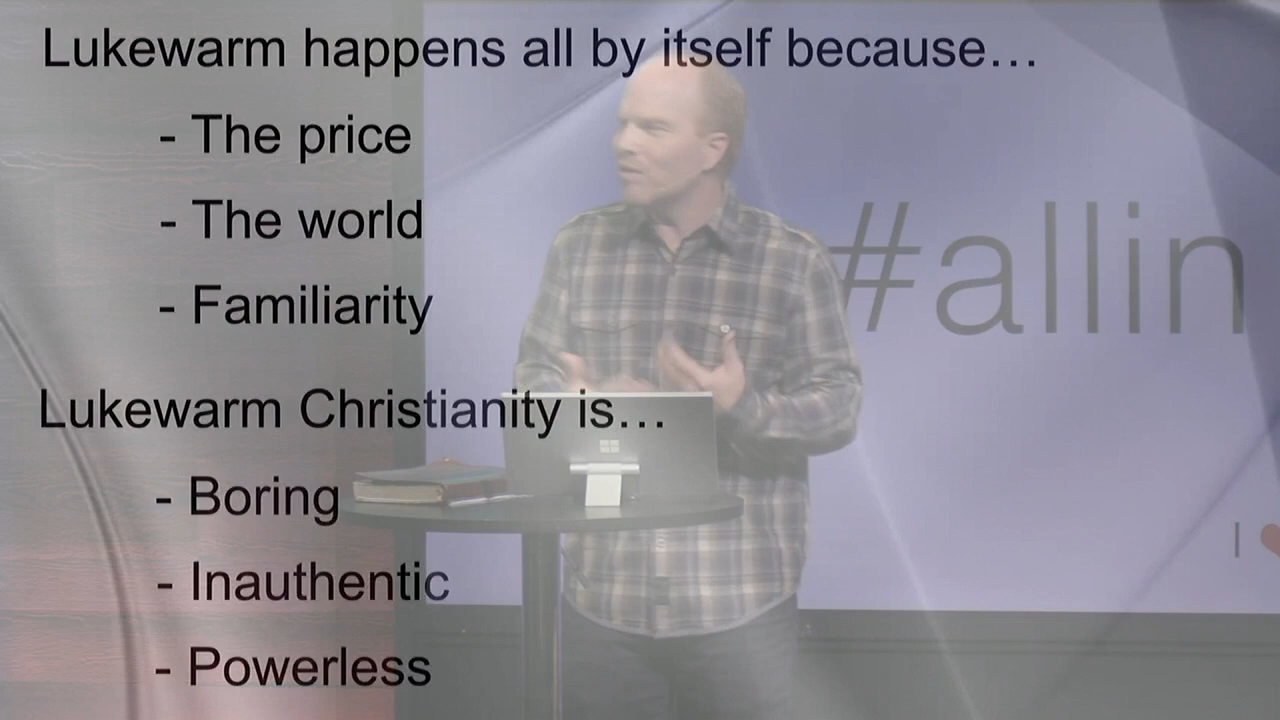 Lukewarm happens all by itself because…
- The price
- The world
- Familiarity
#allin
Lukewarm Christianity is…
- Boring
I ❤
- Inauthentic
- Powerless